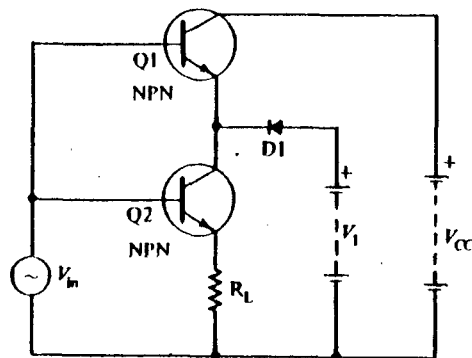 Q1
NPN
D1
+
+
Q2
NPN
V1
VCC
Vin
RL
~